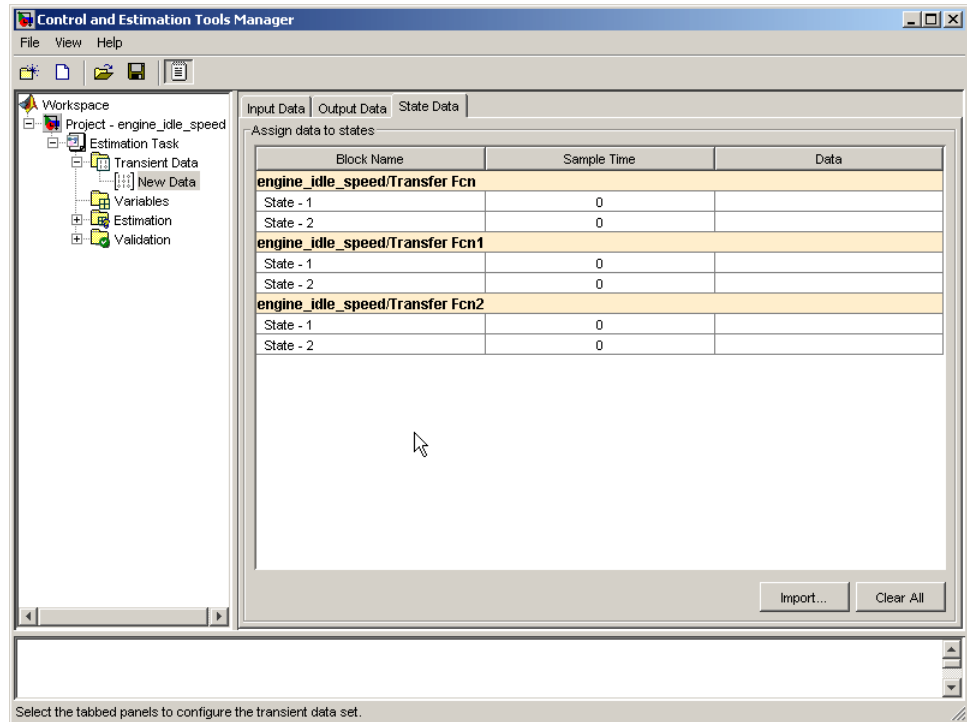 Control and Estimation Tools Manager
File View Help
Workspace
Project - engine_idle_speed
Estimation Task
Transient Data
New Data
Variables
Estimation
Validation
Input Data Output Data State Data
Assign data to states
Block Name Sample Time Data
engine_idle_speed/Transfer Fcn
State - 1 0
State - 2 0
engine_idle_speed/Transfer Fcn1
State - 1 0
State - 2 0
engine_idle_speed/Transfer Fcn2
State - 1 0
State - 2 0
Import... Clear All
Select the tabbed panels to configure the transient data set.